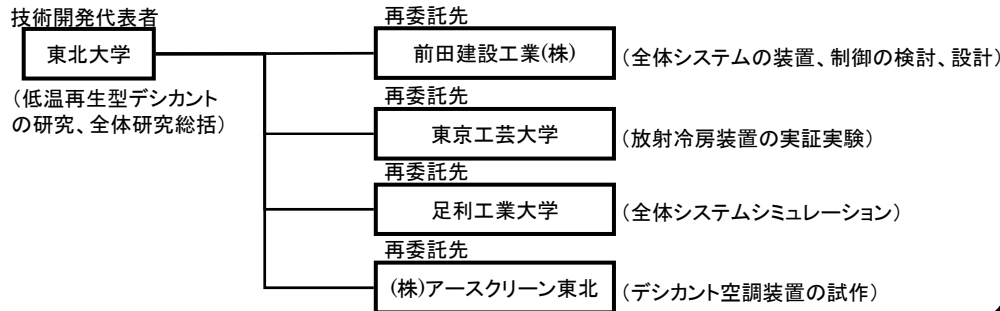 技術開発代表者
東北大学
(低温再生型デシカント
の研究、全体研究総括)
再委託先
前田建設工業(株)
(全体システムの装置、制御の検討、設計)
再委託先
東京工芸大学
(放射冷房装置の実証実験)
再委託先
足利工業大学
(全体システムシミュレーション)
再委託先
(株)アースクリーン東北
(デシカント空調装置の試作)